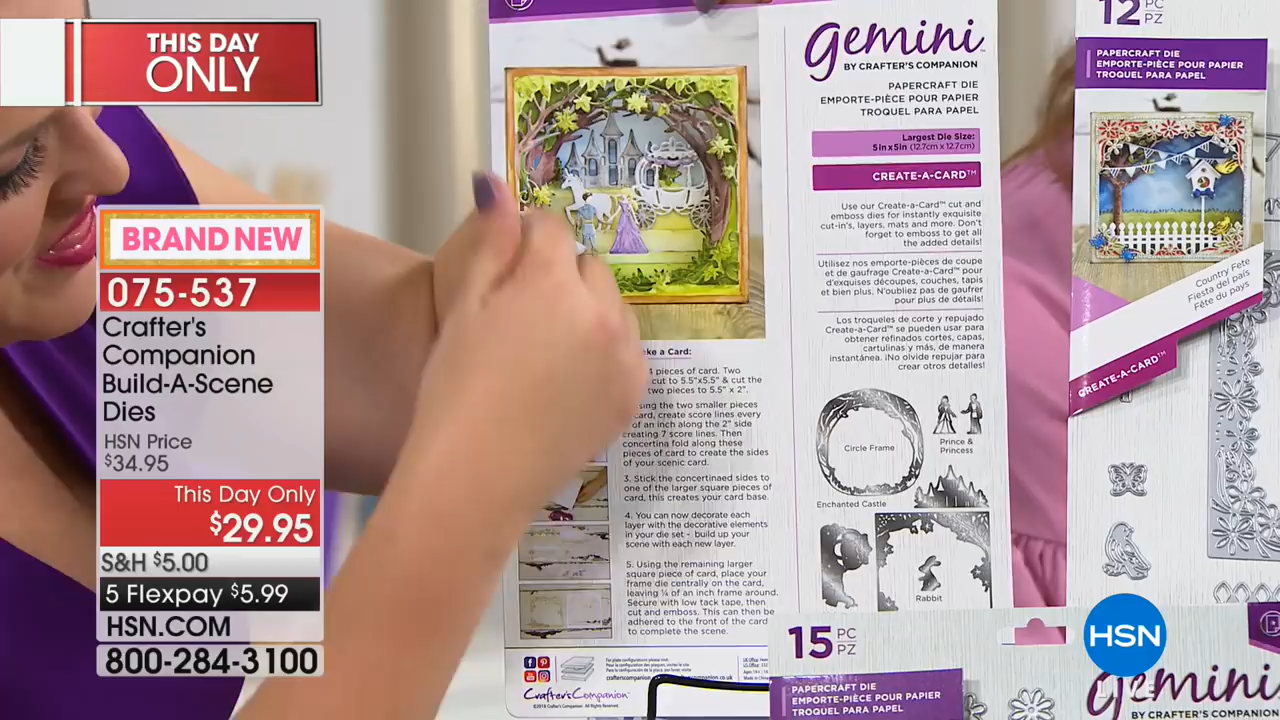 THIS DAY
ONLY
BRAND NEW
075-537
Crafter's
Companion
Build-A-Scene
Dies
HSN Price
$34.95
This Day Only
$29.95
S&H $5.00
5 Flexpay $5.99
HSN.COM
800-284-3100
gemini
BY CRAFTER'S COMPANION
PAPERCRAFT DIE
EMPORTE-PIÈCE POUR PAPIER
TROQUEL PARA PAPEL
Largest Die Size:
5in x 5in (12.7cm x 12.7cm)
CREATE-A-CARD™
Use our Create-a-Card™ cut and
emboss dies for instantly exquisite
cut-in's, layers, mats and more. Don't
forget to emboss to get all
the added details!
Utilisez nos emporte-pièces de coupe
et de gaufrage Create-a-Card™ pour
d'exquises découpes, couches, tapis
et bien plus. N'oubliez pas de gaufrer
pour plus de détails!
Los troqueles de corte y repujado
Create-a-Card™ se pueden usar para
obtener refinados cortes, capas,
cartulinas y más, de manera
instantánea. ¡No olvide repujar para
crear otros detalles!
Circle Frame
Prince &
Princess
Enchanted Castle
Rabbit
a Card:
pieces of card. Two
cut to 5.5"x5.5" & cut the
two pieces to 5.5" x 2".
using the two smaller pieces
card, create score lines every
of an inch along the 2" side
creating 7 score lines. Then
concertina fold along these
pieces of card to create the sides
of your scenic card.
3. Stick the concertinaed sides to
one of the larger square pieces of
card, this creates your card base.
4. You can now decorate each
layer with the decorative elements
in your die set - build up your
scene with each new layer.
5. Using the remaining larger
square piece of card, place your
frame die centrally on the card,
leaving ¼ of an inch frame around.
Secure with low tack tape, then
cut and emboss. This can then be
adhered to the front of the card
to complete the scene.
Crafter's Companion
12 PC
PZ
PAPERCRAFT DIE
EMPORTE-PIÈCE POUR PAPIER
TROQUEL PARA PAPEL
Country Fete
Fiesta del país
Fête du pays
CREATE-A-CARD™
15 PC
PZ
PAPERCRAFT DIE
EMPORTE-PIÈCE POUR PAPIER
TROQUEL PARA PAPEL
HSN
gemini
BY CRAFTER'S COMPANION